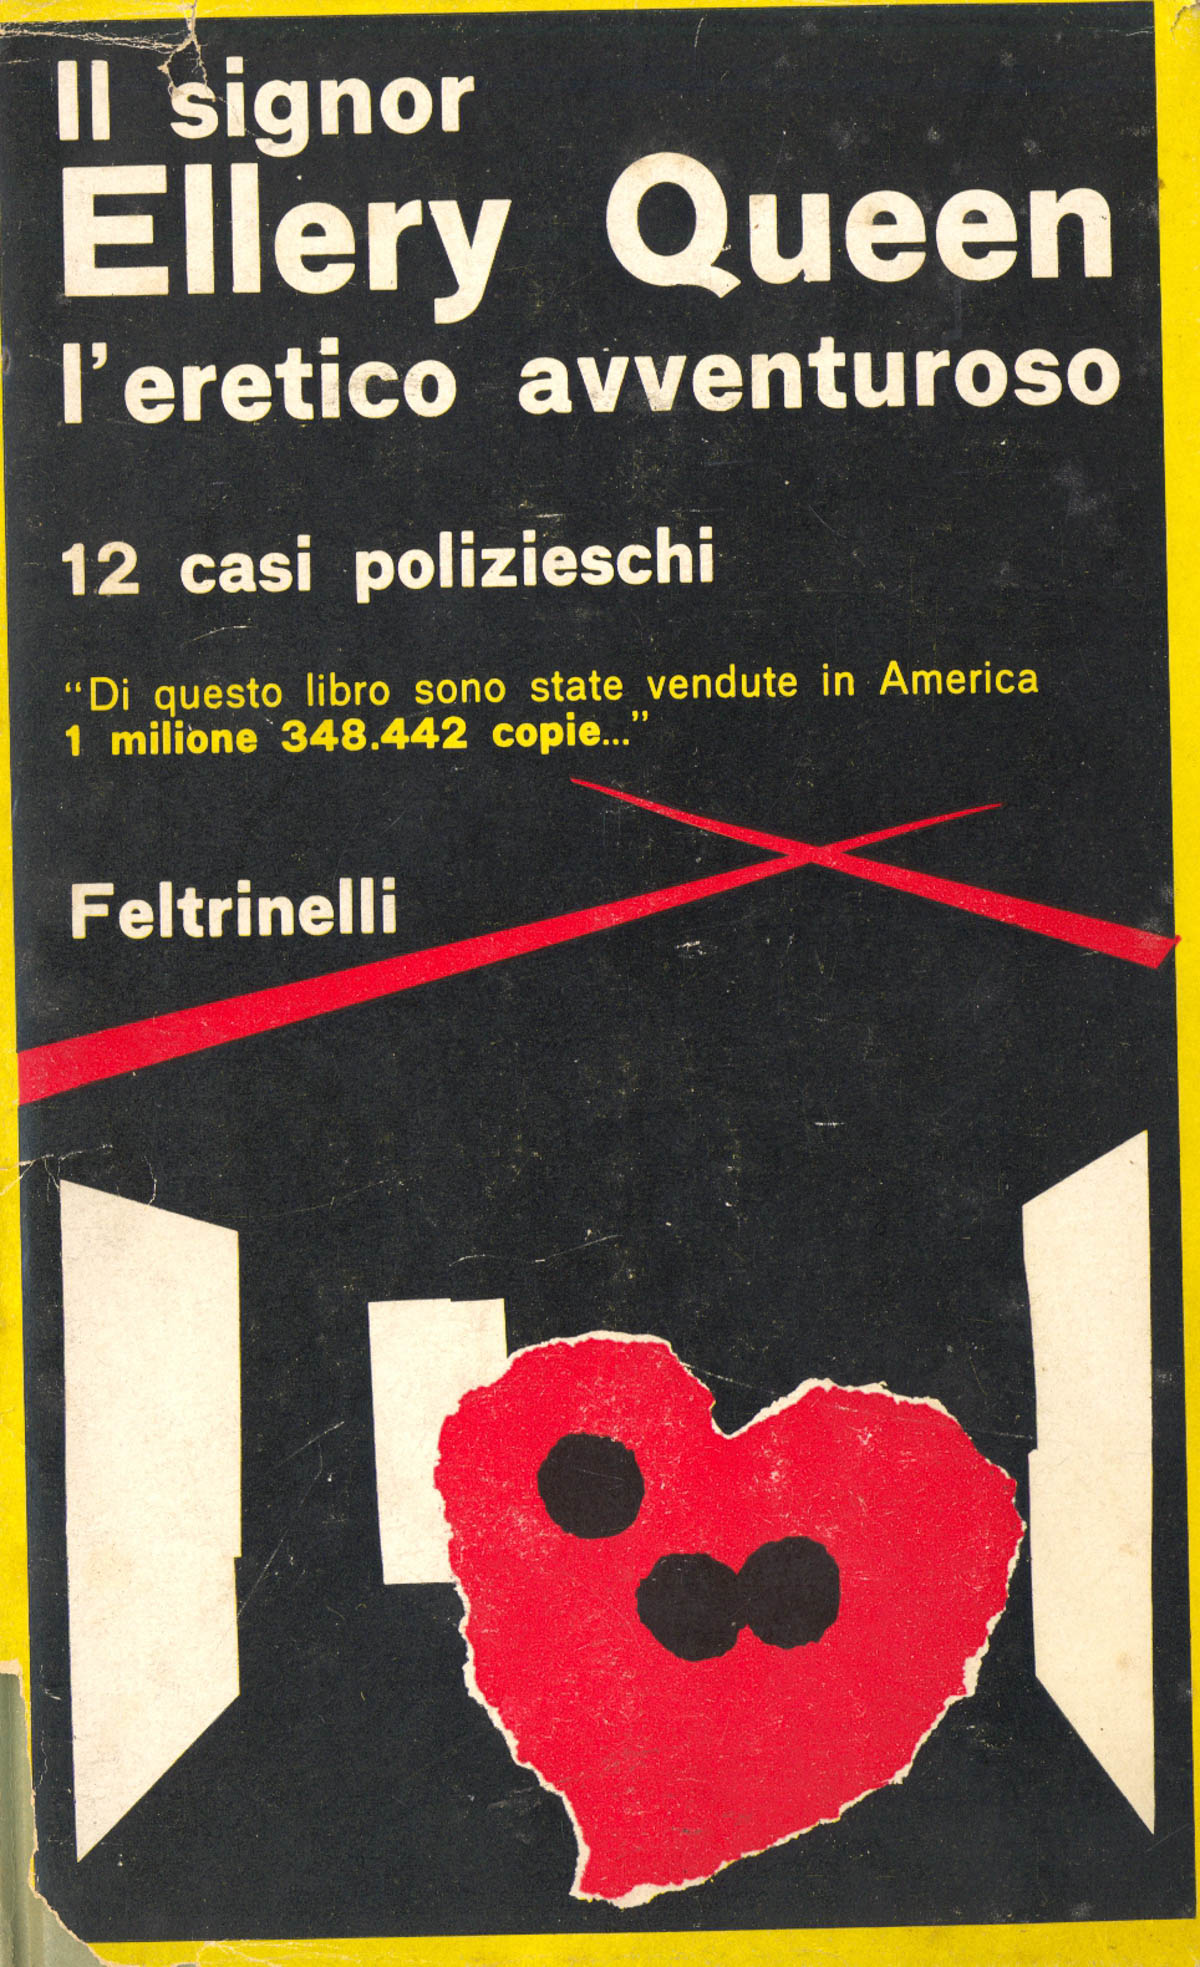 Il signor
Ellery Queen
l'eretico avventuroso
12 casi polizieschi
“Di questo libro sono state vendute in America
1 milione 348.442 copie...”
Feltrinelli